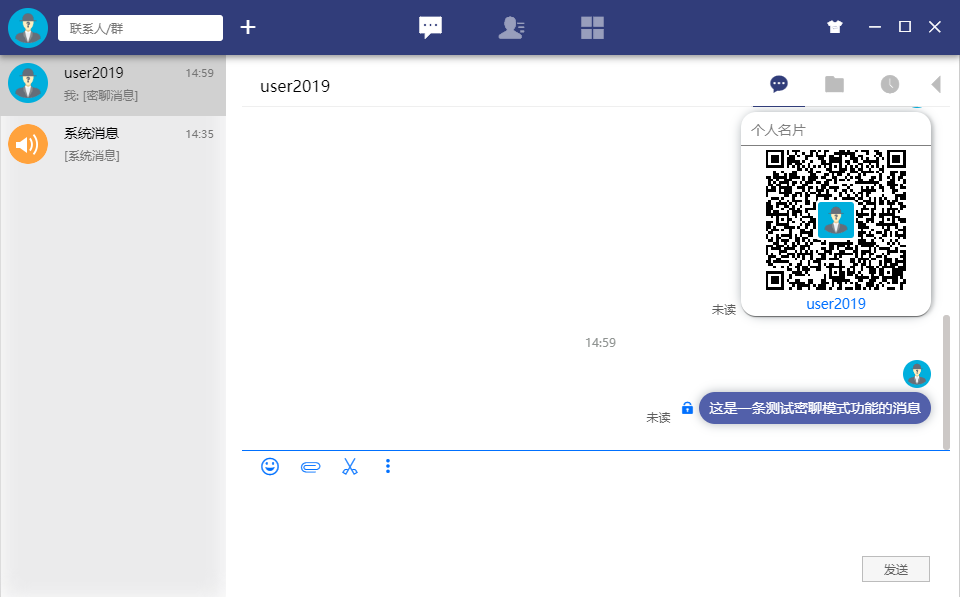 联系人/群
user2019
14:59
我: [密聊消息]
系统消息
14:35
[系统消息]
user2019
个人名片
user2019
未读
14:59
这是一条测试密聊模式功能的消息
未读
发送